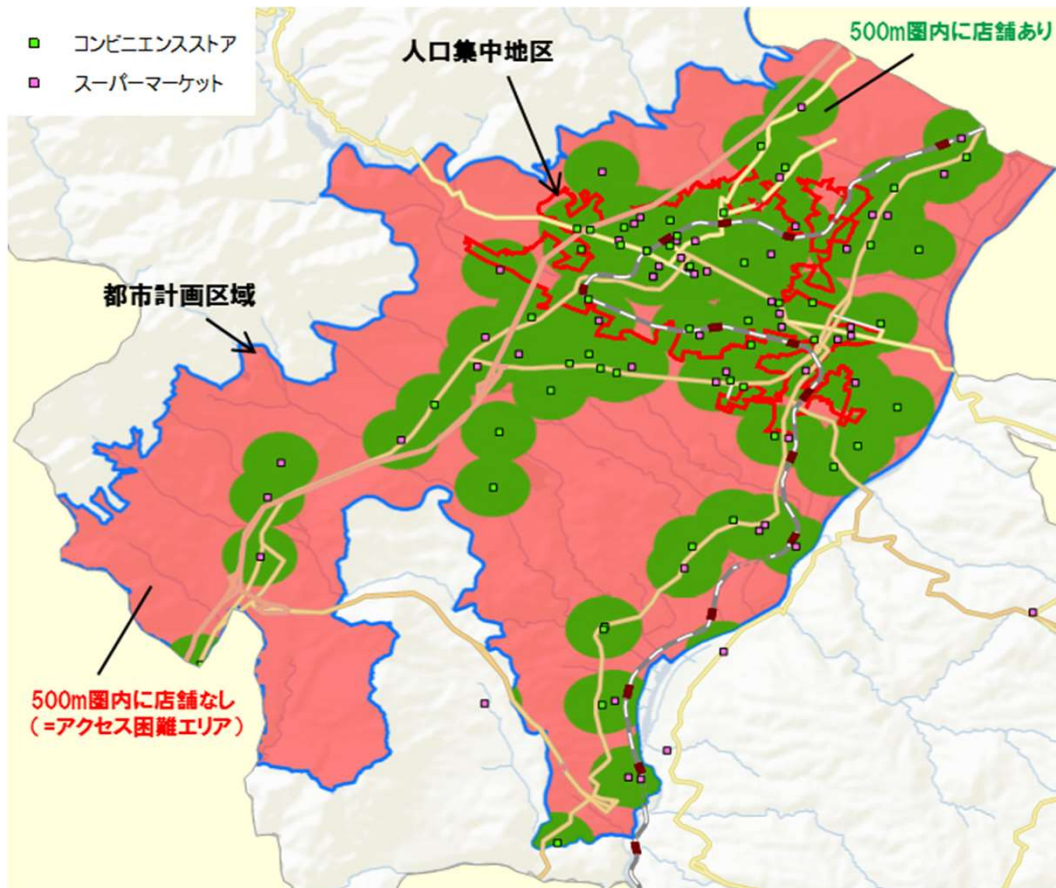 コンビニエンスストア
スーパーマーケット
人口集中地区
500m圏内に店舗あり
都市計画区域
500m圏内に店舗なし
(=アクセス困難エリア)